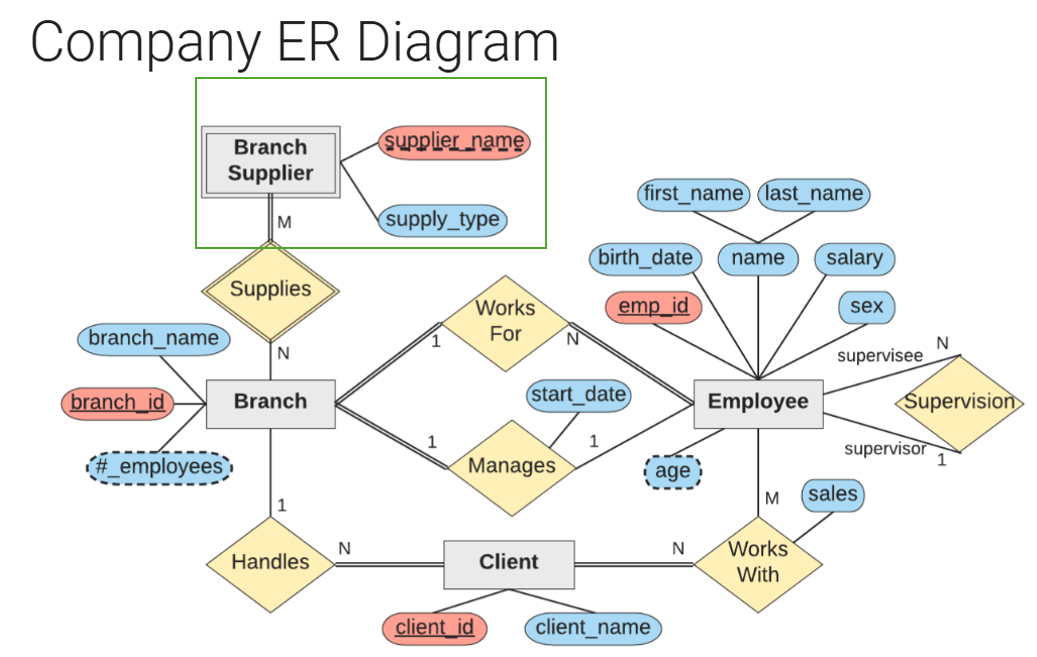 Company ER Diagram
Branch
Supplier
supplier_name
supply_type
M
Supplies
N
first_name
last_name
birth_date
name
salary
emp_id
sex
branch_name
branch_id
#_employees
Branch
Works
For
1
N
start_date
Manages
1
1
Employee
age
supervisee
N
Supervision
supervisor
1
M
sales
1
Handles
N
Client
N
Works
With
client_id
client_name